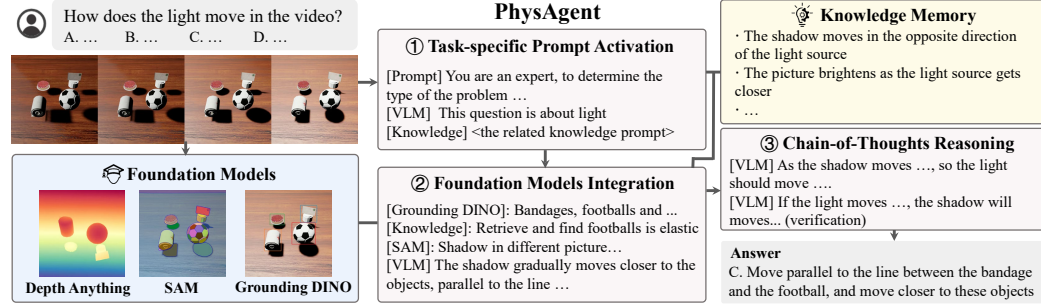 How does the light move in the video?
A. … B. … C. … D. …
Foundation Models
Depth Anything SAM Grounding DINO
PhysAgent
① Task-specific Prompt Activation
[Prompt] You are an expert, to determine the
type of the problem …
[VLM] This question is about light
[Knowledge] <the related knowledge prompt>
② Foundation Models Integration
[Grounding DINO]: Bandages, footballs and ...
[Knowledge]: Retrieve and find footballs is elastic
[SAM]: Shadow in different picture…
[VLM] The shadow gradually moves closer to the
objects, parallel to the line …
Knowledge Memory
· The shadow moves in the opposite direction
of the light source
· The picture brightens as the light source gets
closer
· …
③ Chain-of-Thoughts Reasoning
[VLM] As the shadow moves …, so the light
should move ….
[VLM] If the light moves …, the shadow will
moves... (verification)
Answer
C. Move parallel to the line between the bandage
and the football, and move closer to these objects